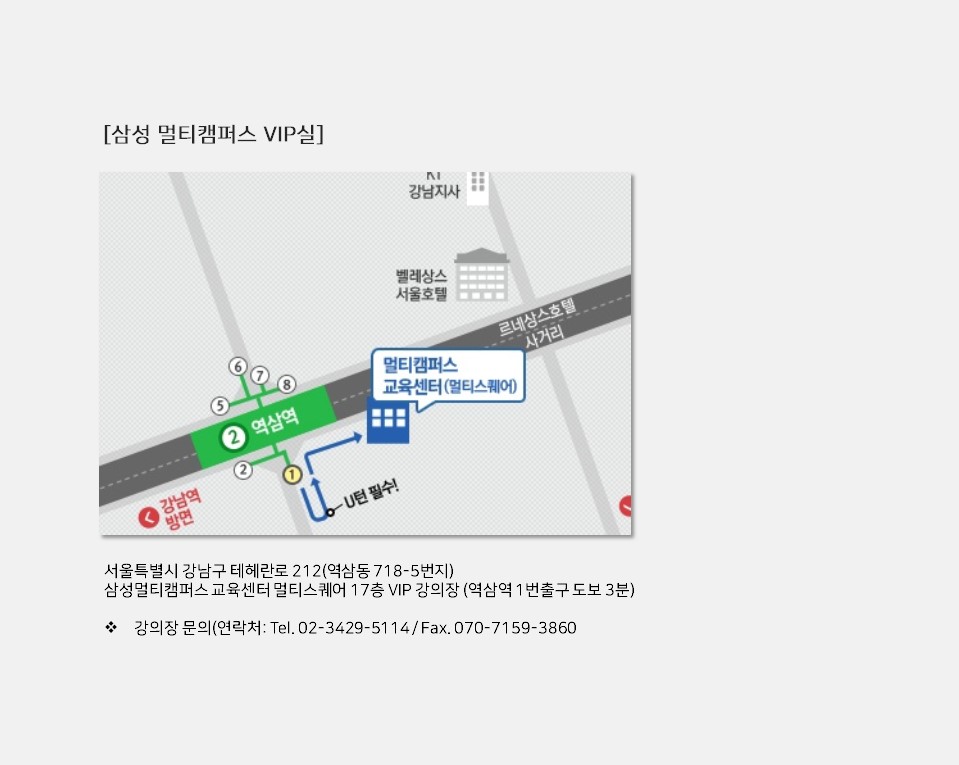 [삼성 멀티캠퍼스 VIP실]
KT
강남지사
벨레상스
서울호텔
르네상스호텔
사거리
멀티캠퍼스
교육센터(멀티스퀘어)
6
7
8
5
2 역삼역
2
1
U턴 필수!
강남역
방면
서울특별시 강남구 테헤란로 212(역삼동 718-5번지)
삼성멀티캠퍼스 교육센터 멀티스퀘어 17층 VIP 강의장 (역삼역 1번출구 도보 3분)
❖ 강의장 문의(연락처: Tel. 02-3429-5114 / Fax. 070-7159-3860